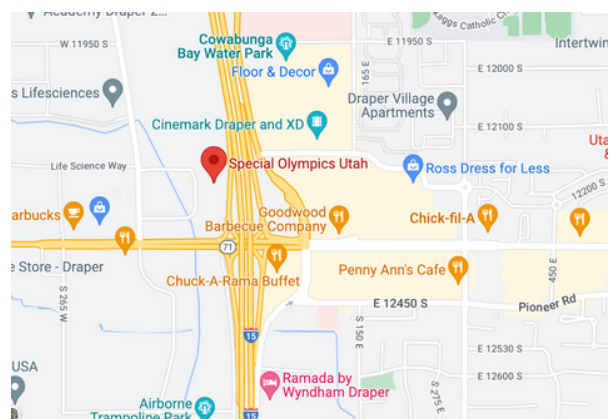 Academy Draper 2...
aggs Catholic C
W 11950 S
Cowabunga
Bay Water Park
E 11950 S
Intertwin
Floor & Decor
165 E
E 12000 S
s Lifesciences
Draper Village
Apartments
Cinemark Draper and XD
E 12100 S
Uta
&
Life Science Way
Special Olympics Utah
Ross Dress for Less
12200 S
arbucks
Goodwood
Barbecue Company
Chick-fil-A
71
e Store - Draper
Chuck-A-Rama Buffet
Penny Ann's Cafe
450 E
S 265 W
E 12450 S
Pioneer Rd
15
S 150 E
E 12530 S
USA
Ramada by
Wyndham Draper
S 275 E
E 12600 S
Airborne
Trampoline Park
15